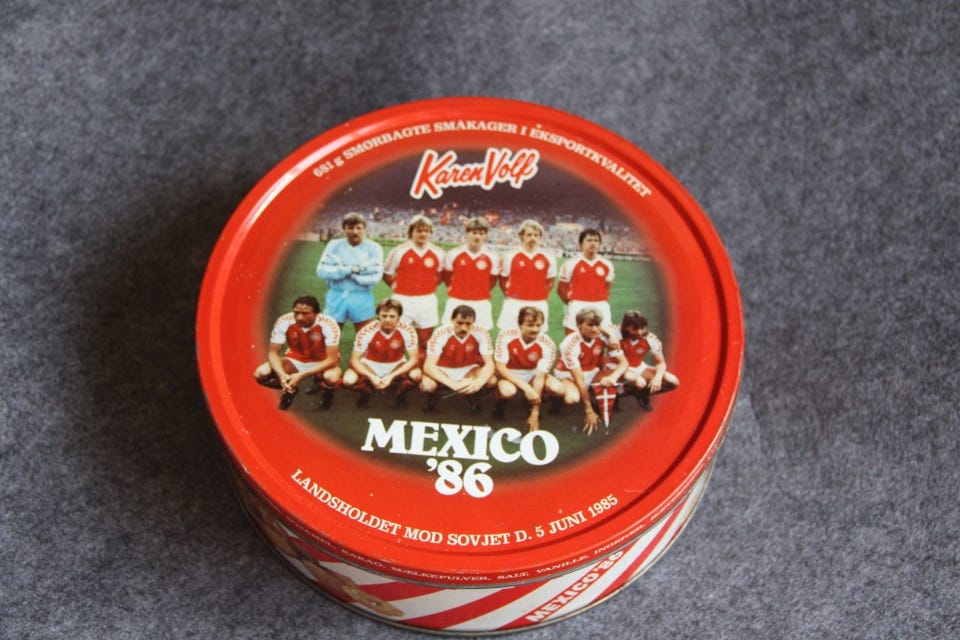 681 g SMØRBAGTE SMÅKAGER I EKSPORTKVALITET
Karen Volf
MEXICO
'86
LANDSHOLDET MOD SOVJET D. 5 JUNI 1985
KAKAO, MÆLKEPULVER, SALT, VANILLE, INGEFÆR,
MEXICO '86